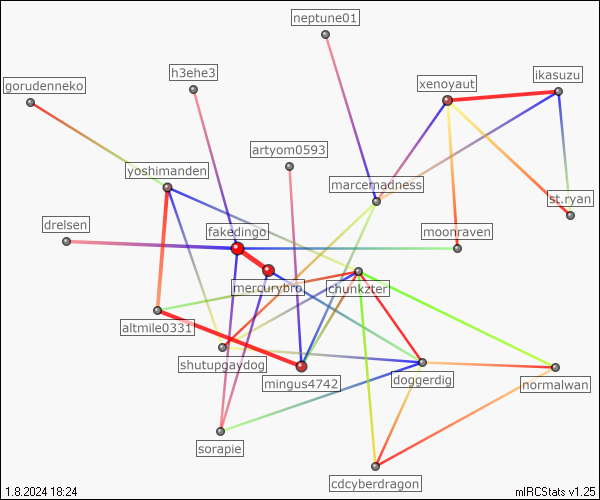 neptune01
h3ehe3
xenoyaut
ikasuzu
gorudenneko
artyom0593
yoshimanden
marcemadness
st.ryan
drelsen
fakedingo
moonraven
mercurybro
chunkzter
altmile0331
shutupgaydog
mingus4742
doggerdig
normalwan
sorapie
cdcyberdragon
1.8.2024 18:24
mIRCStats v1.25